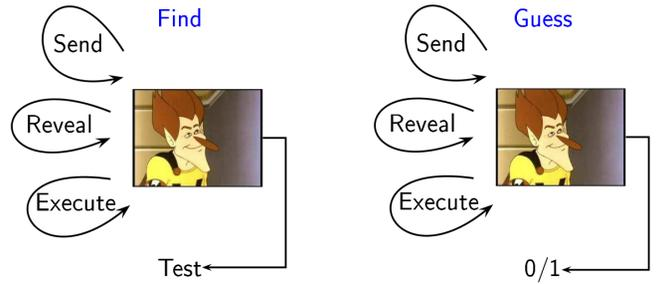 Find
Send
Reveal
Execute
Test
Guess
Send
Reveal
Execute
0/1